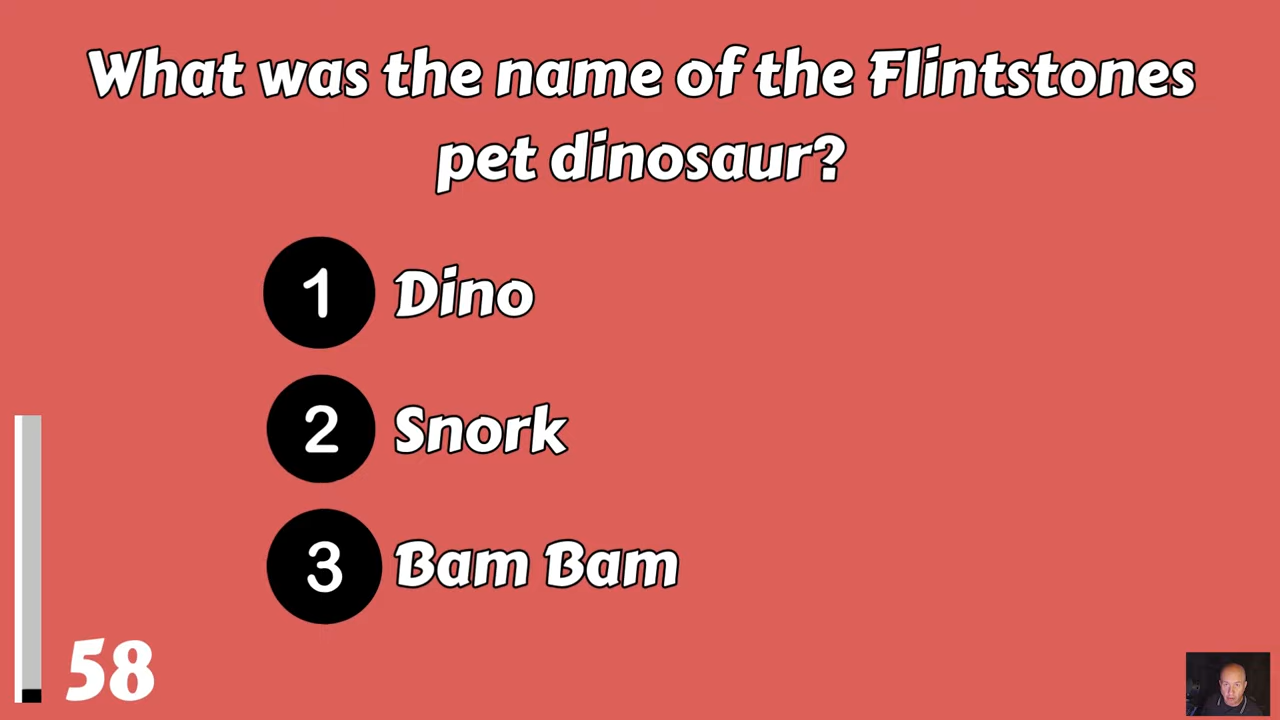 What was the name of the Flintstones
pet dinosaur?
1 Dino
2 Snork
3 Bam Bam
58